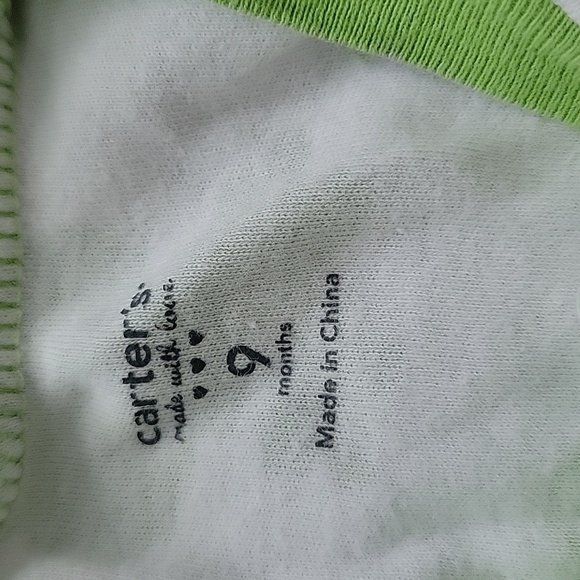 carter's.
made with love.
♥ ♥ ♥
9
months
Made in China